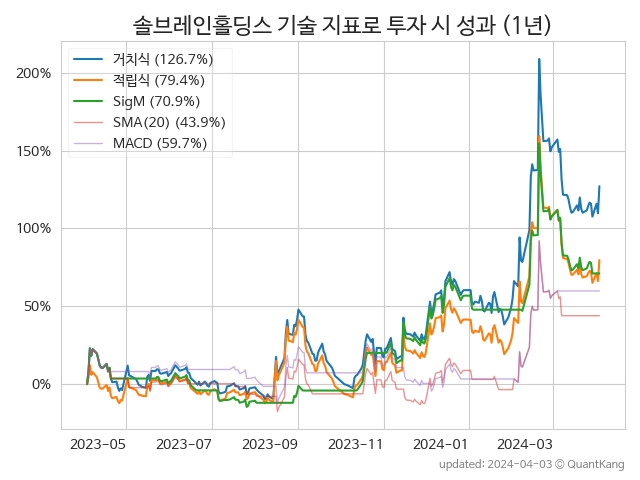 솔브레인홀딩스 기술 지표로 투자 시 성과 (1년)
거치식 (126.7%)
적립식 (79.4%)
SigM (70.9%)
SMA(20) (43.9%)
MACD (59.7%)
200%
150%
100%
50%
0%
2023-05 2023-07 2023-09 2023-11 2024-01 2024-03
updated: 2024-04-03 © QuantKang